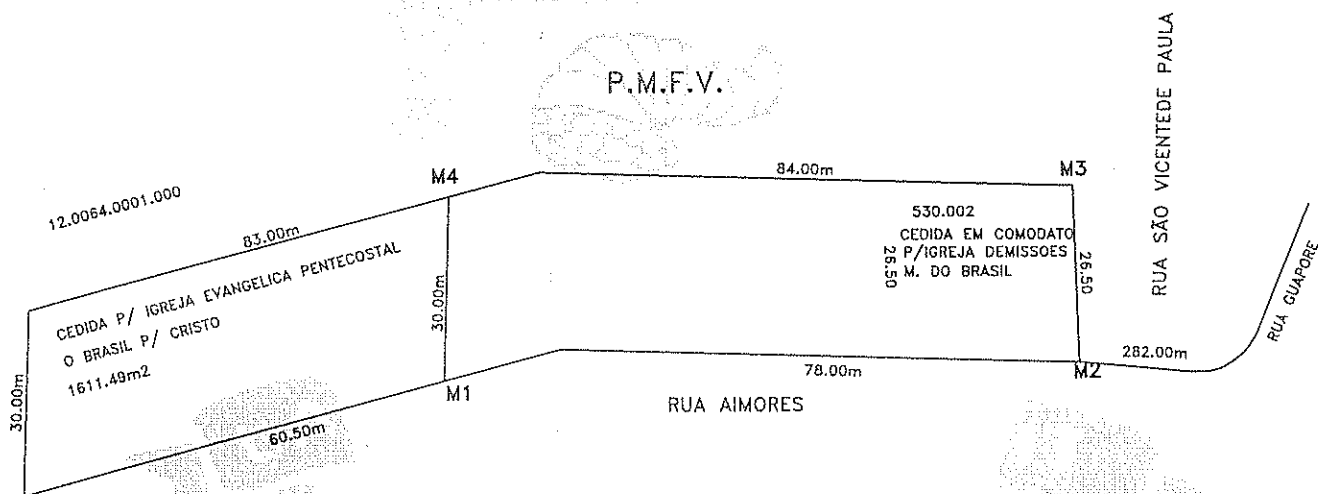 P.M.F.V.
RUA SÃO VICENTEDE PAULA
M4
84.00m
M3
12.0064.0001.000
83.00m
530.002
CEDIDA EM COMODATO
P/IGREJA DEMISSOES
M. DO BRASIL
26.50
26.50
RUA GUAPORE
CEDIDA P/ IGREJA EVANGELICA PENTECOSTAL
O BRASIL P/ CRISTO
1611.49m2
30.00m
30.00m
282.00m
M2
78.00m
M1
RUA AIMORES
60.50m